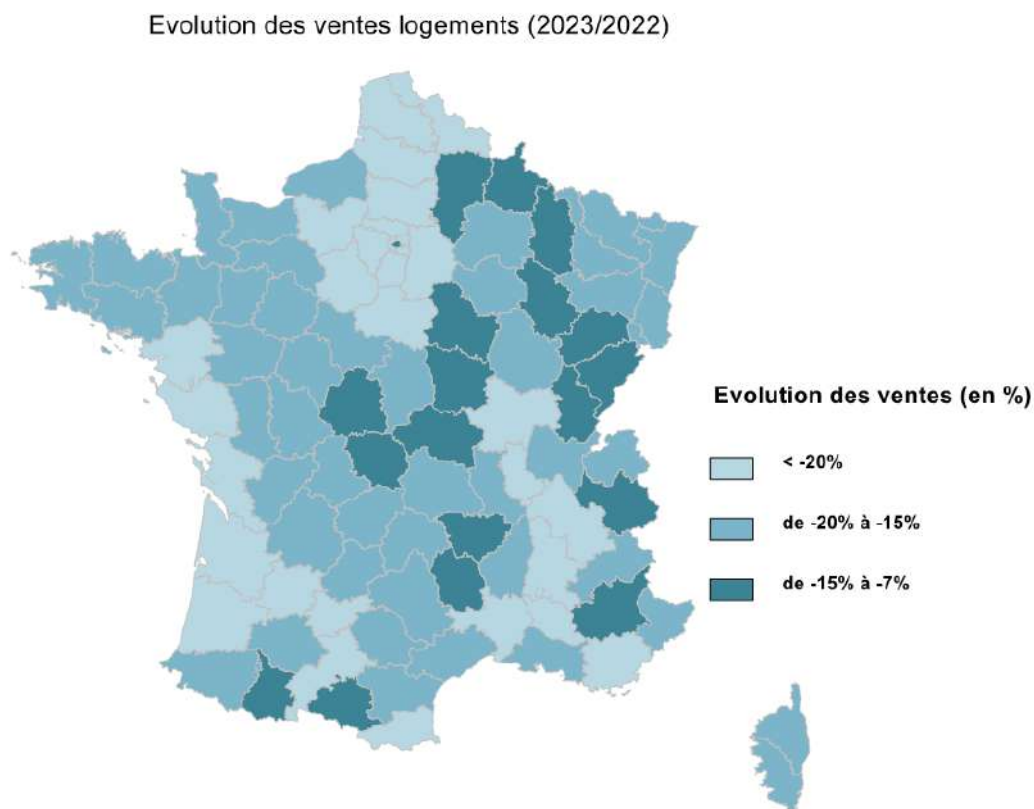 Evolution des ventes logements (2023/2022)
Evolution des ventes (en %)
< -20%
de -20% à -15%
de -15% à -7%